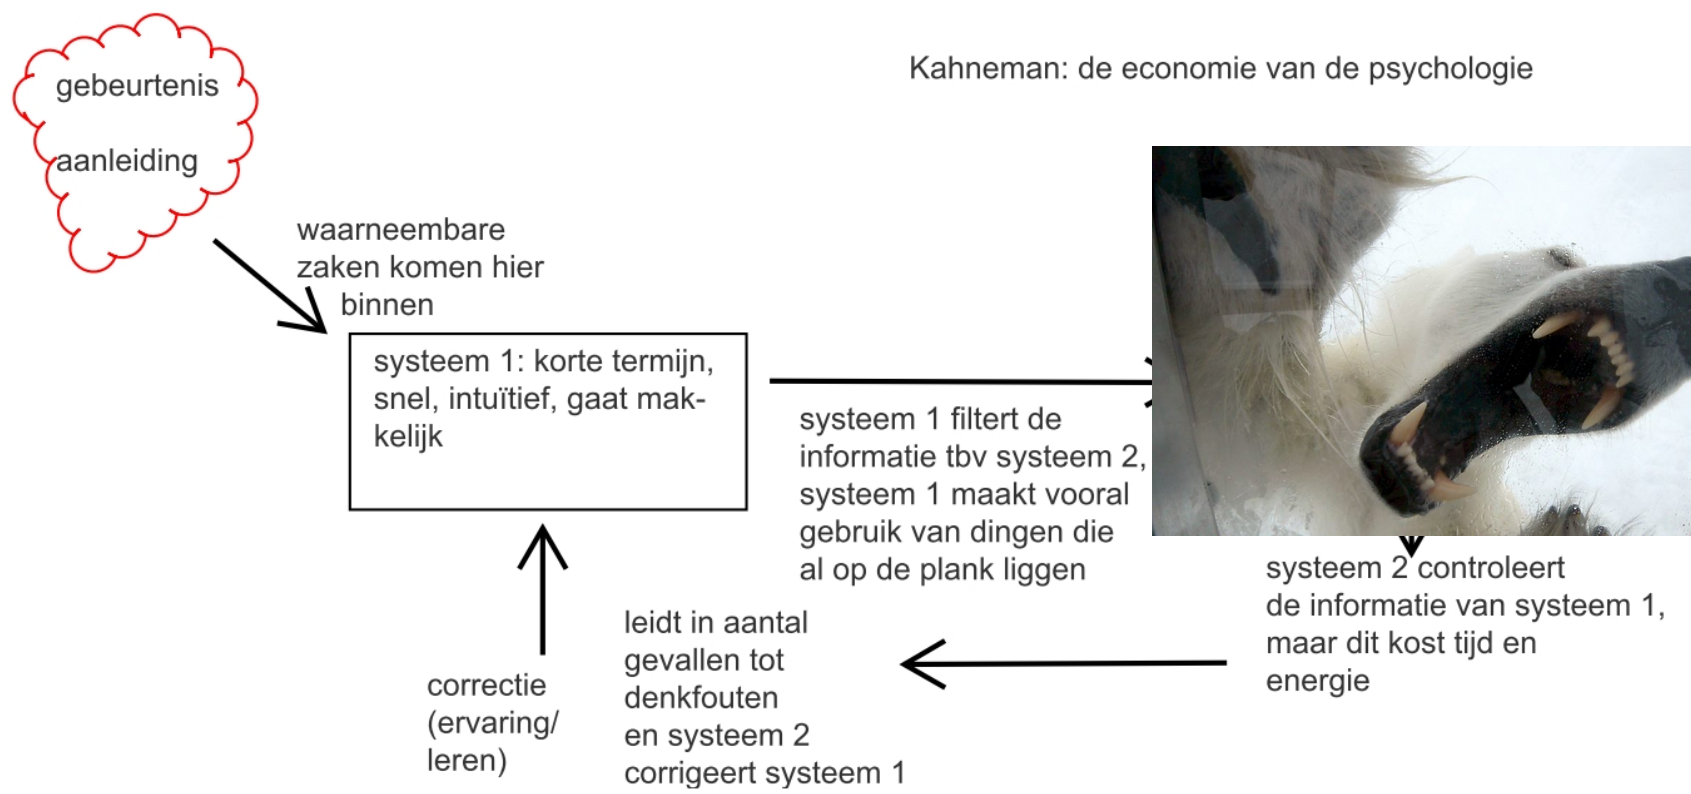 gebeurtenis
aanleiding
Kahneman: de economie van de psychologie
waarneembare
zaken komen hier
binnen
systeem 1: korte termijn,
snel, intuïtief, gaat mak-
kelijk
systeem 1 filtert de
informatie tbv systeem 2,
systeem 1 maakt vooral
gebruik van dingen die
al op de plank liggen
systeem 2 controleert
de informatie van systeem 1,
maar dit kost tijd en
energie
leidt in aantal
gevallen tot
denkfouten
en systeem 2
corrigeert systeem 1
correctie
(ervaring/
leren)